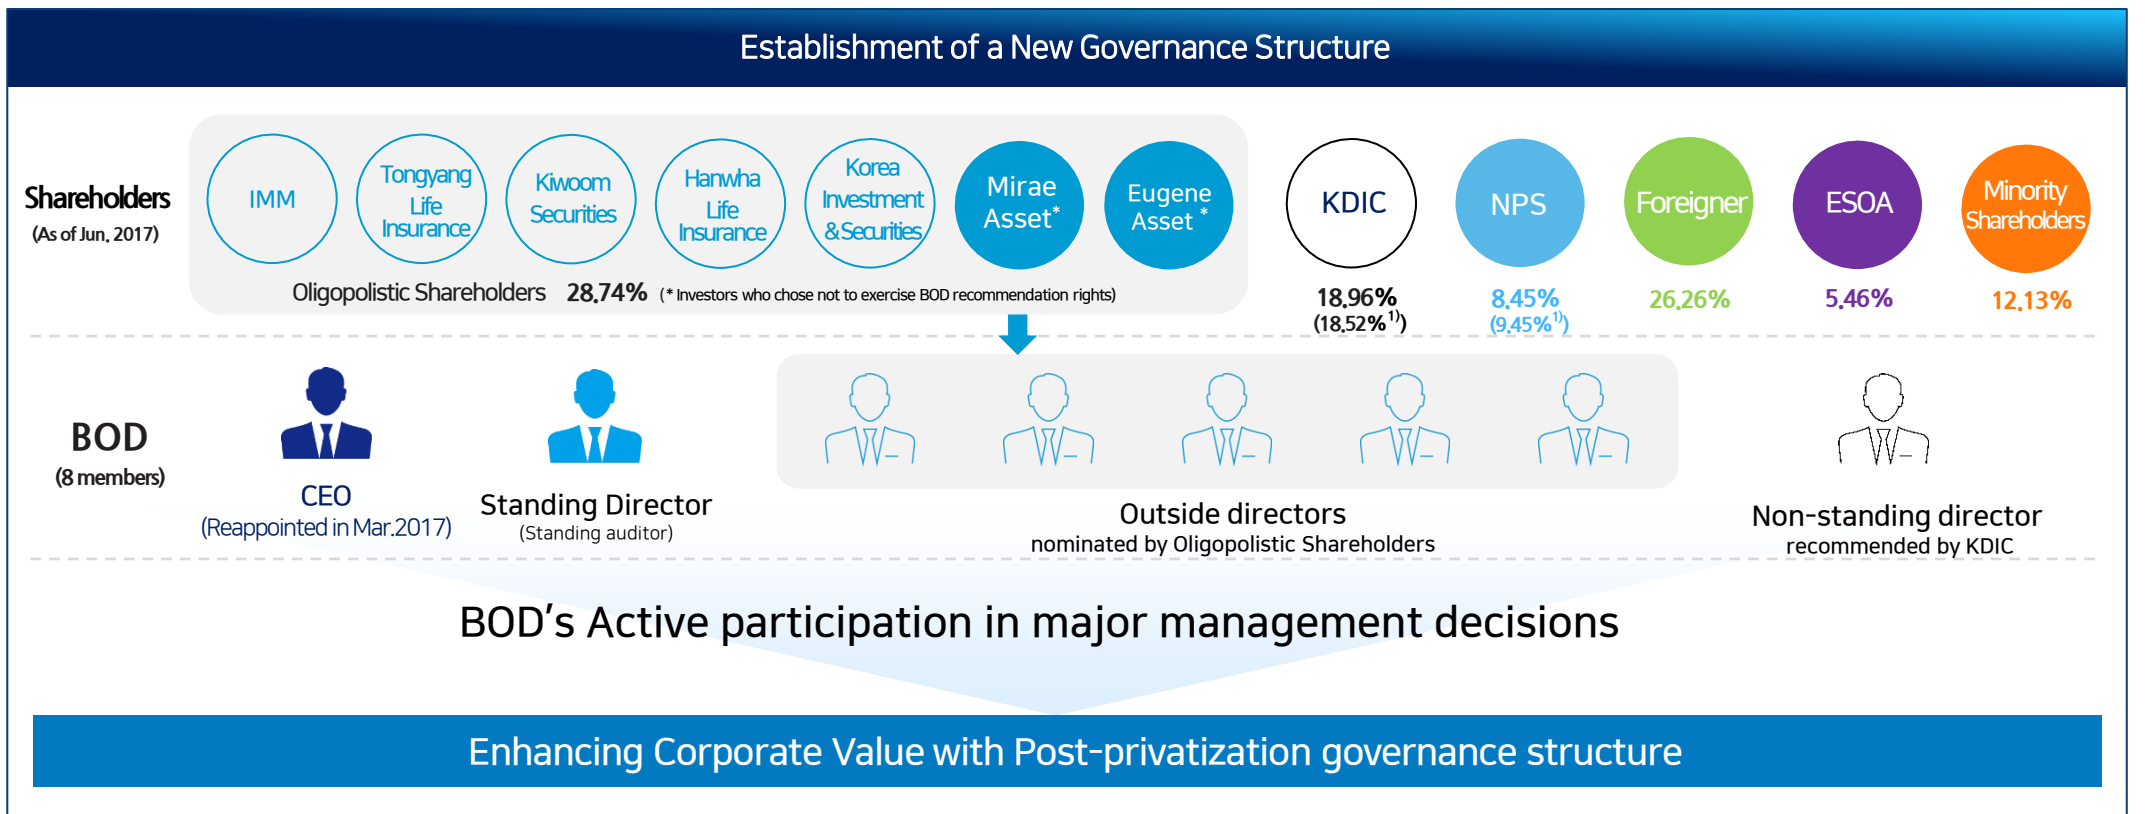 Establishment of a New Governance Structure
Shareholders
(As of Jun. 2017)
IMM
Tongyang
Life
Insurance
Kiwoom
Securities
Hanwha
Life
Insurance
Korea
Investment
& Securities
Mirae
Asset*
Eugene
Asset *
Oligopolistic Shareholders 28.74% (* Investors who chose not to exercise BOD recommendation rights)
KDIC
18.96%
(18.52%1))
NPS
8.45%
(9.45%1))
Foreigner
26.26%
ESOA
5.46%
Minority
Shareholders
12.13%
BOD
(8 members)
CEO
(Reappointed in Mar.2017)
Standing Director
(Standing auditor)
Outside directors
nominated by Oligopolistic Shareholders
Non-standing director
recommended by KDIC
BOD's Active participation in major management decisions
Enhancing Corporate Value with Post-privatization governance structure